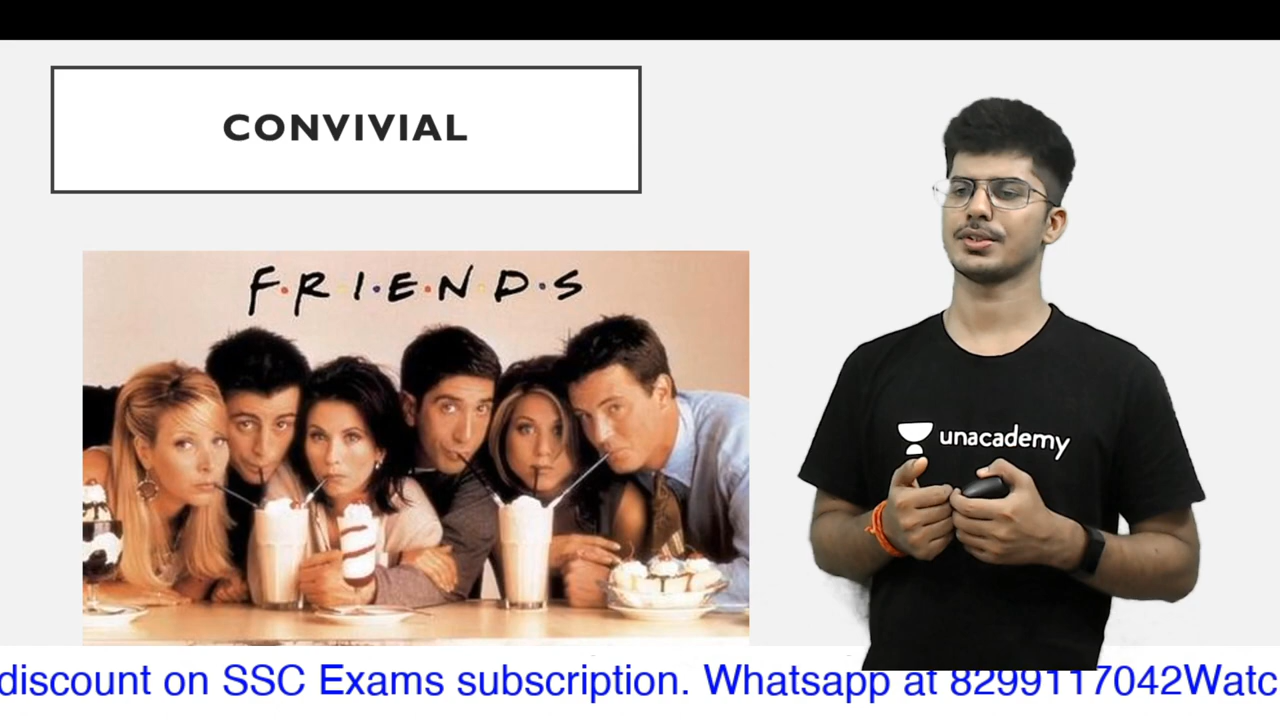 CONVIVIAL
F·R·I·E·N·D·S
unacademy
discount on SSC Exams subscription. Whatsapp at 8299117042Watc